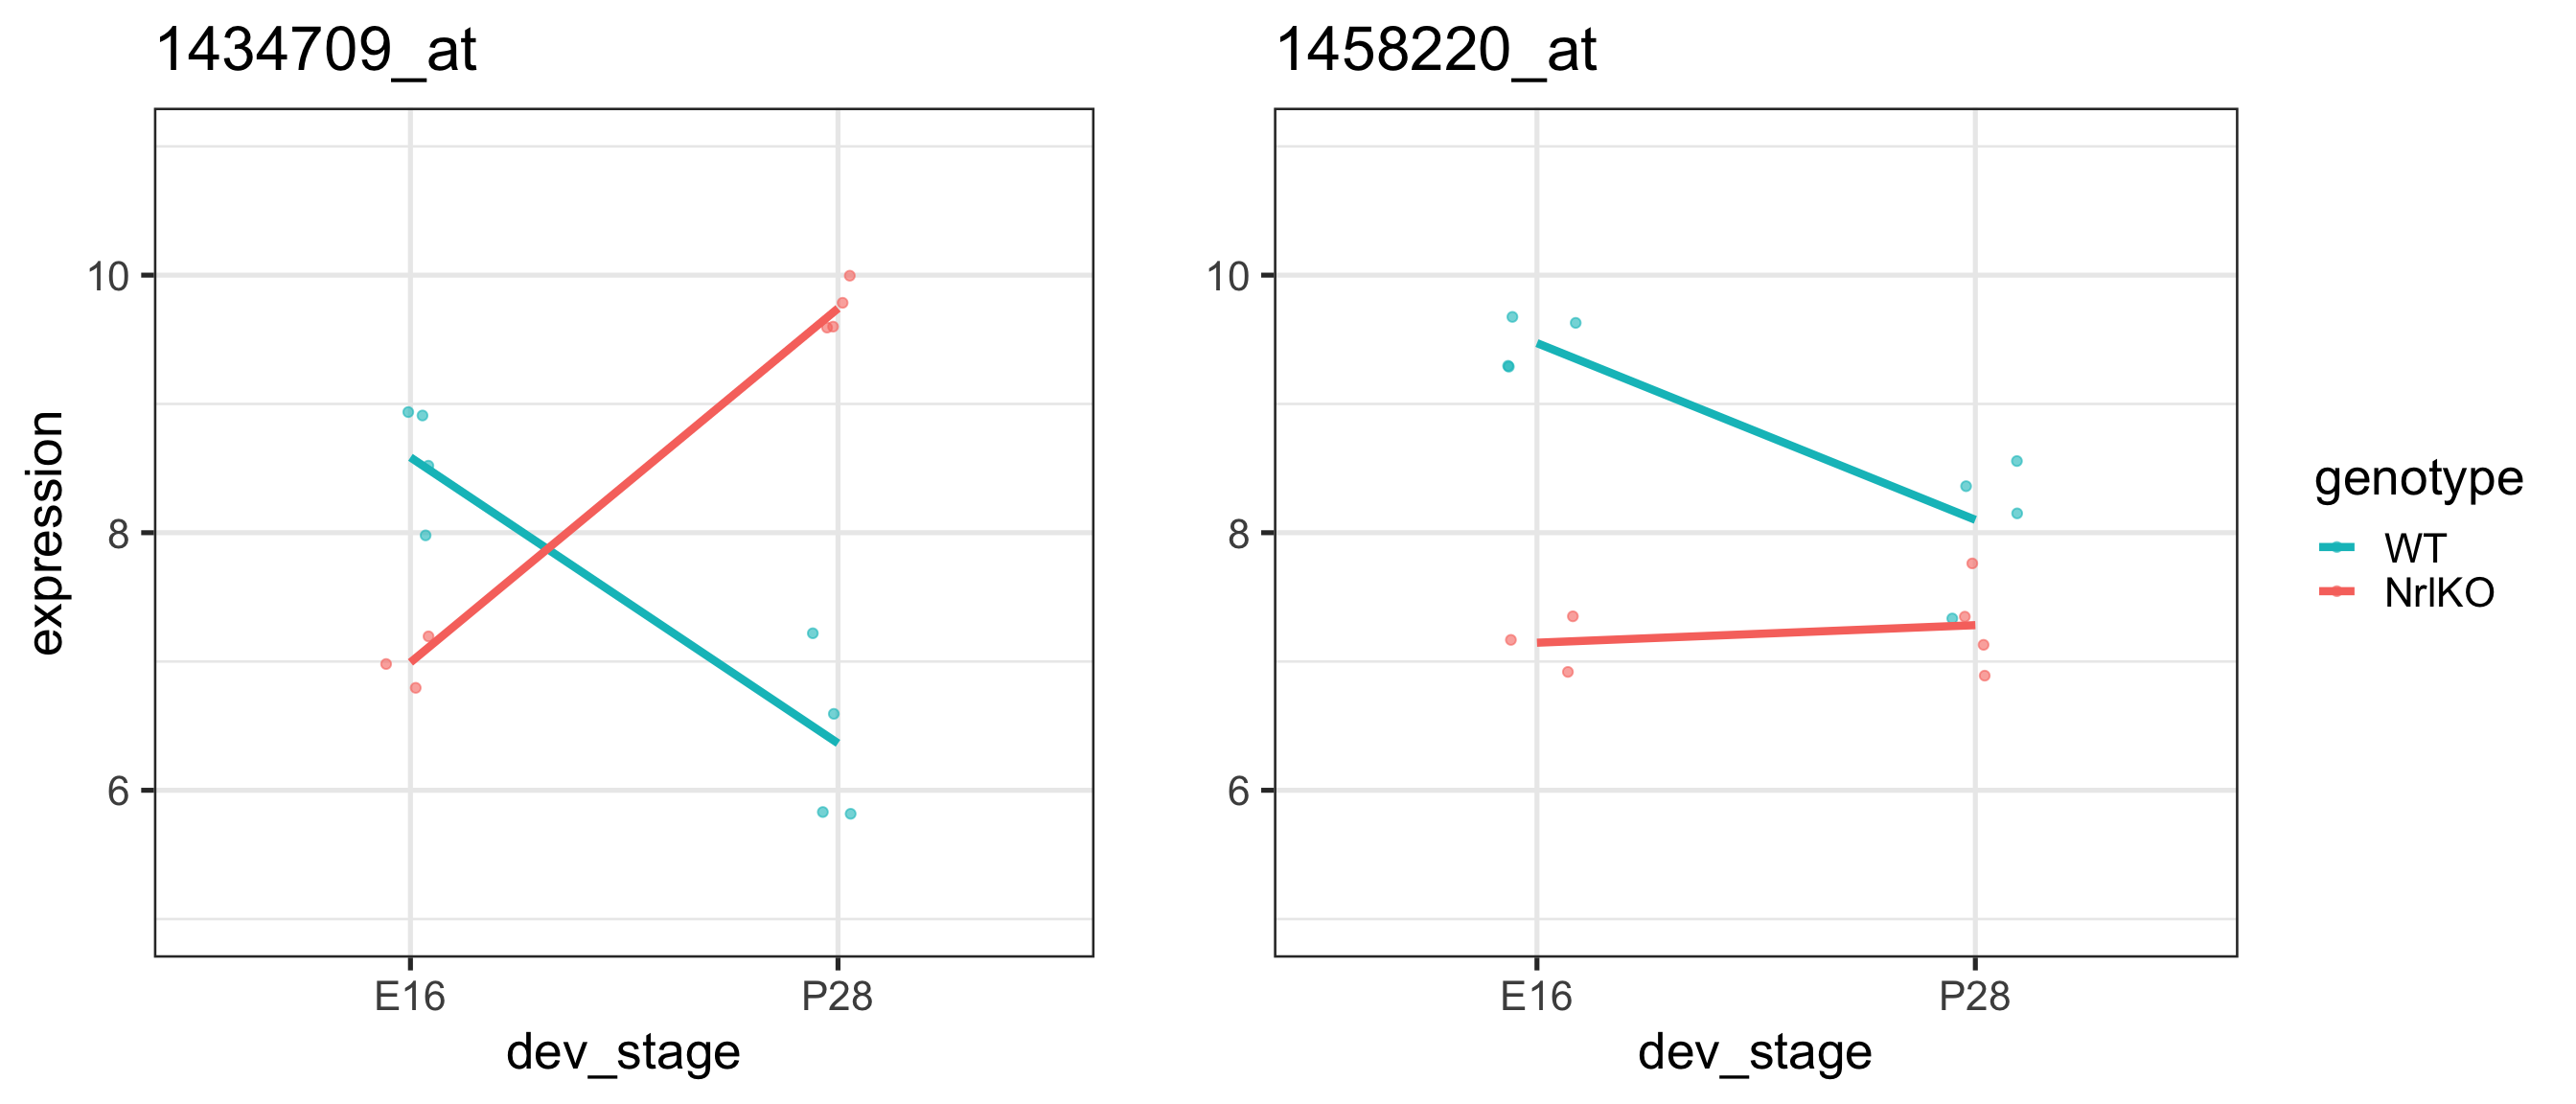 1434709_at
expression
10
8
6
E16
P28
dev_stage
1458220_at
10
8
6
E16
P28
dev_stage
genotype
WT
NrlKO